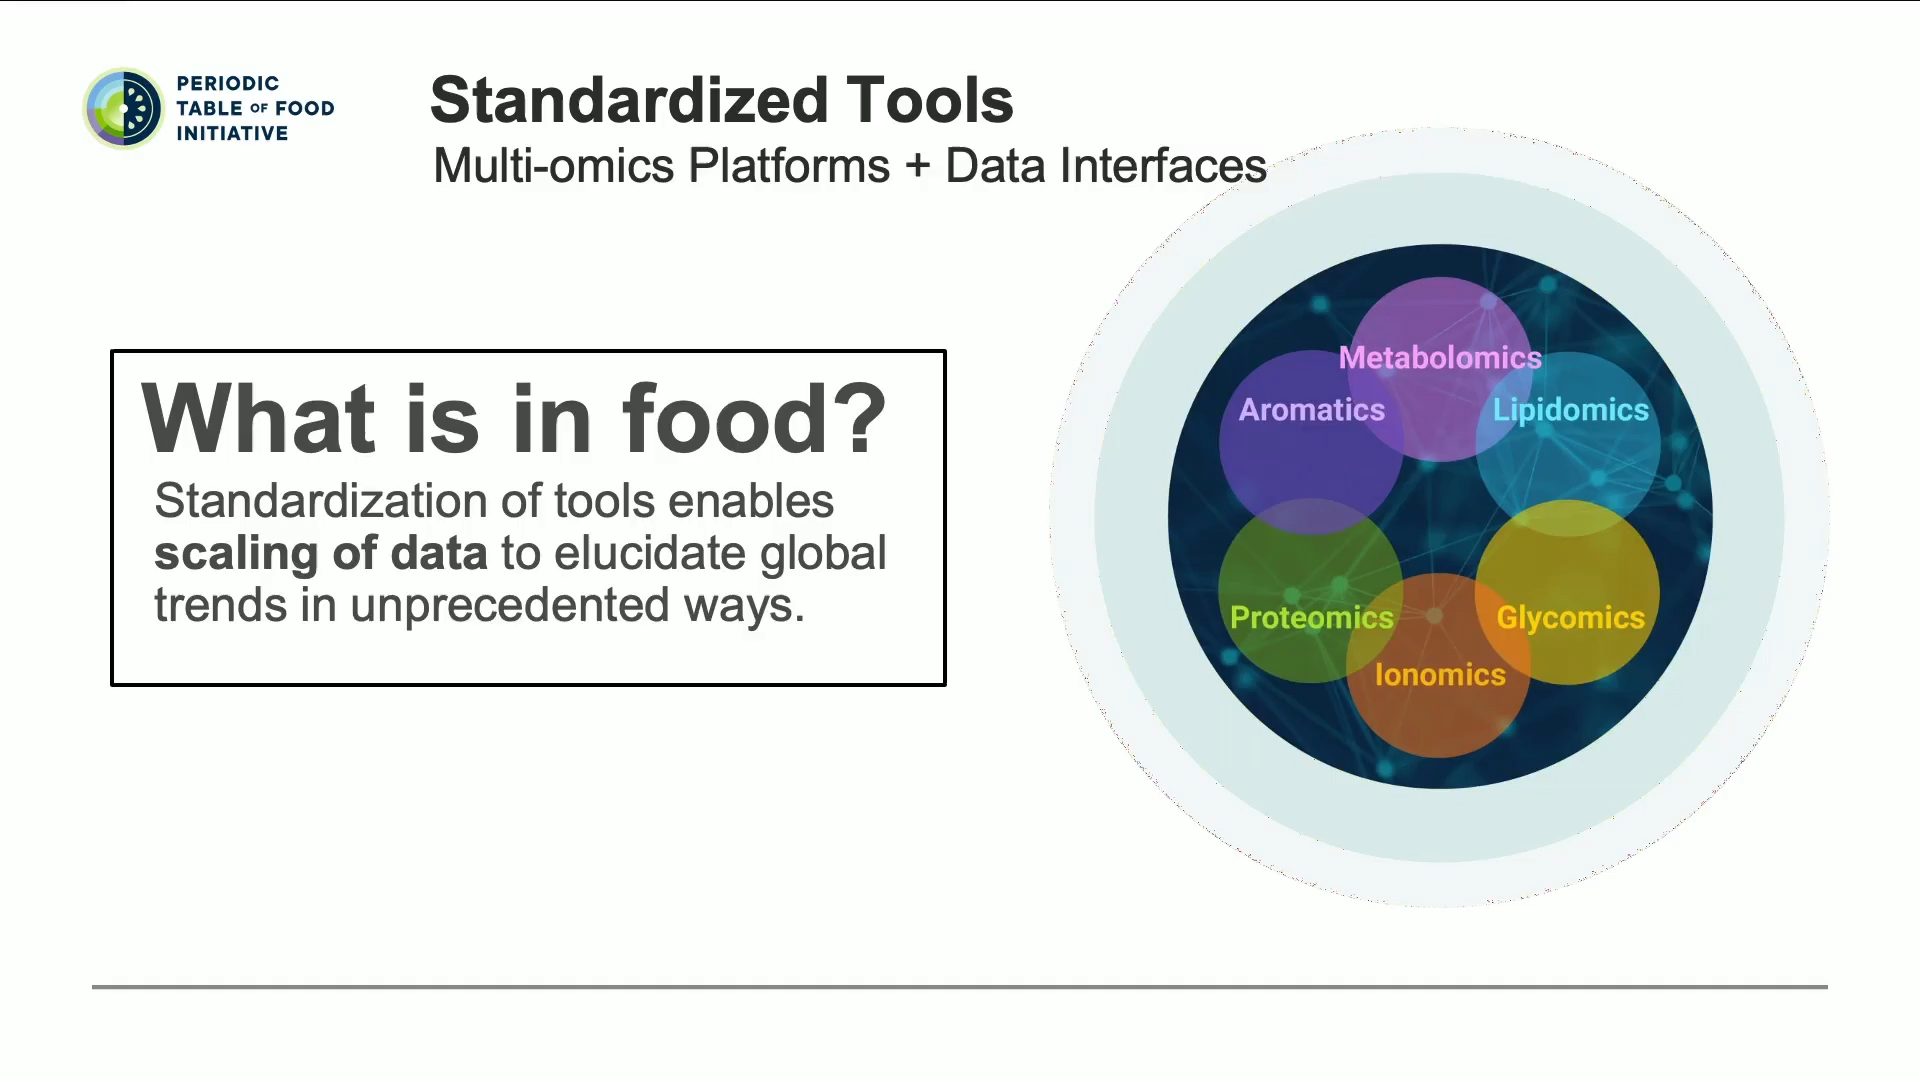 PERIODIC
TABLE OF FOOD
INITIATIVE
Standardized Tools
Multi-omics Platforms + Data Interfaces
What is in food?
Standardization of tools enables
scaling of data to elucidate global
trends in unprecedented ways.
Metabolomics
Aromatics
Lipidomics
Proteomics
Glycomics
Ionomics